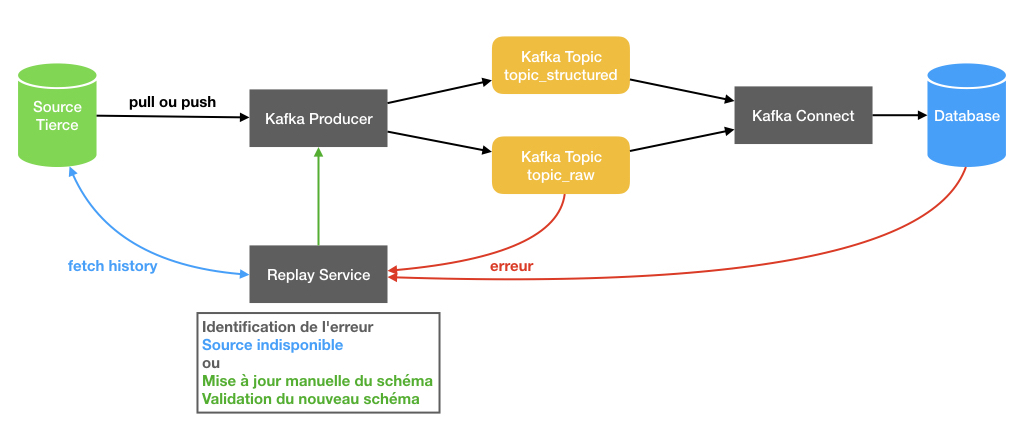 Kafka Topic
topic_structured
pull ou push
Source
Tierce
Kafka Producer
Kafka Connect
Database
Kafka Topic
topic_raw
fetch history
Replay Service
erreur
Identification de l'erreur
Source indisponible
ou
Mise à jour manuelle du schéma
Validation du nouveau schéma